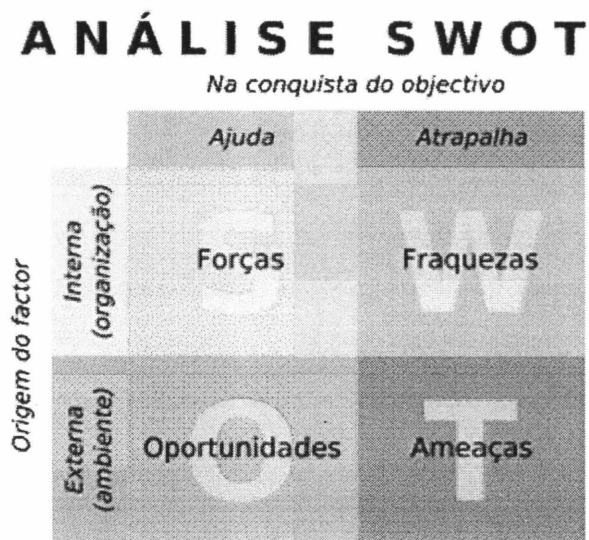 ANÁLISE SWOT
Na conquista do objectivo
Ajuda
Atrapalha
Origem do factor
Interna
(organização)
S
Forças
W
Fraquezas
Externa
(ambiente)
O
Oportunidades
T
Ameaças